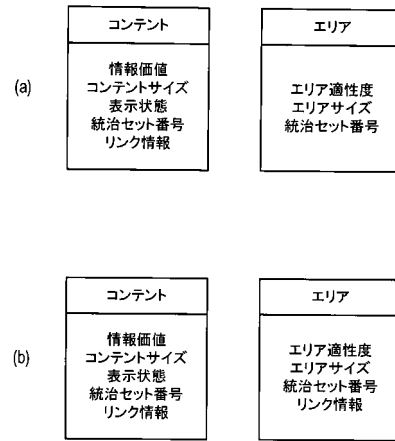 (a)
コンテント
情報価値
コンテントサイズ
表示状態
統治セット番号
リンク情報
エリア
エリア適性度
エリアサイズ
統治セット番号
(b)
コンテント
情報価値
コンテントサイズ
表示状態
統治セット番号
リンク情報
エリア
エリア適性度
エリアサイズ
統治セット番号
リンク情報